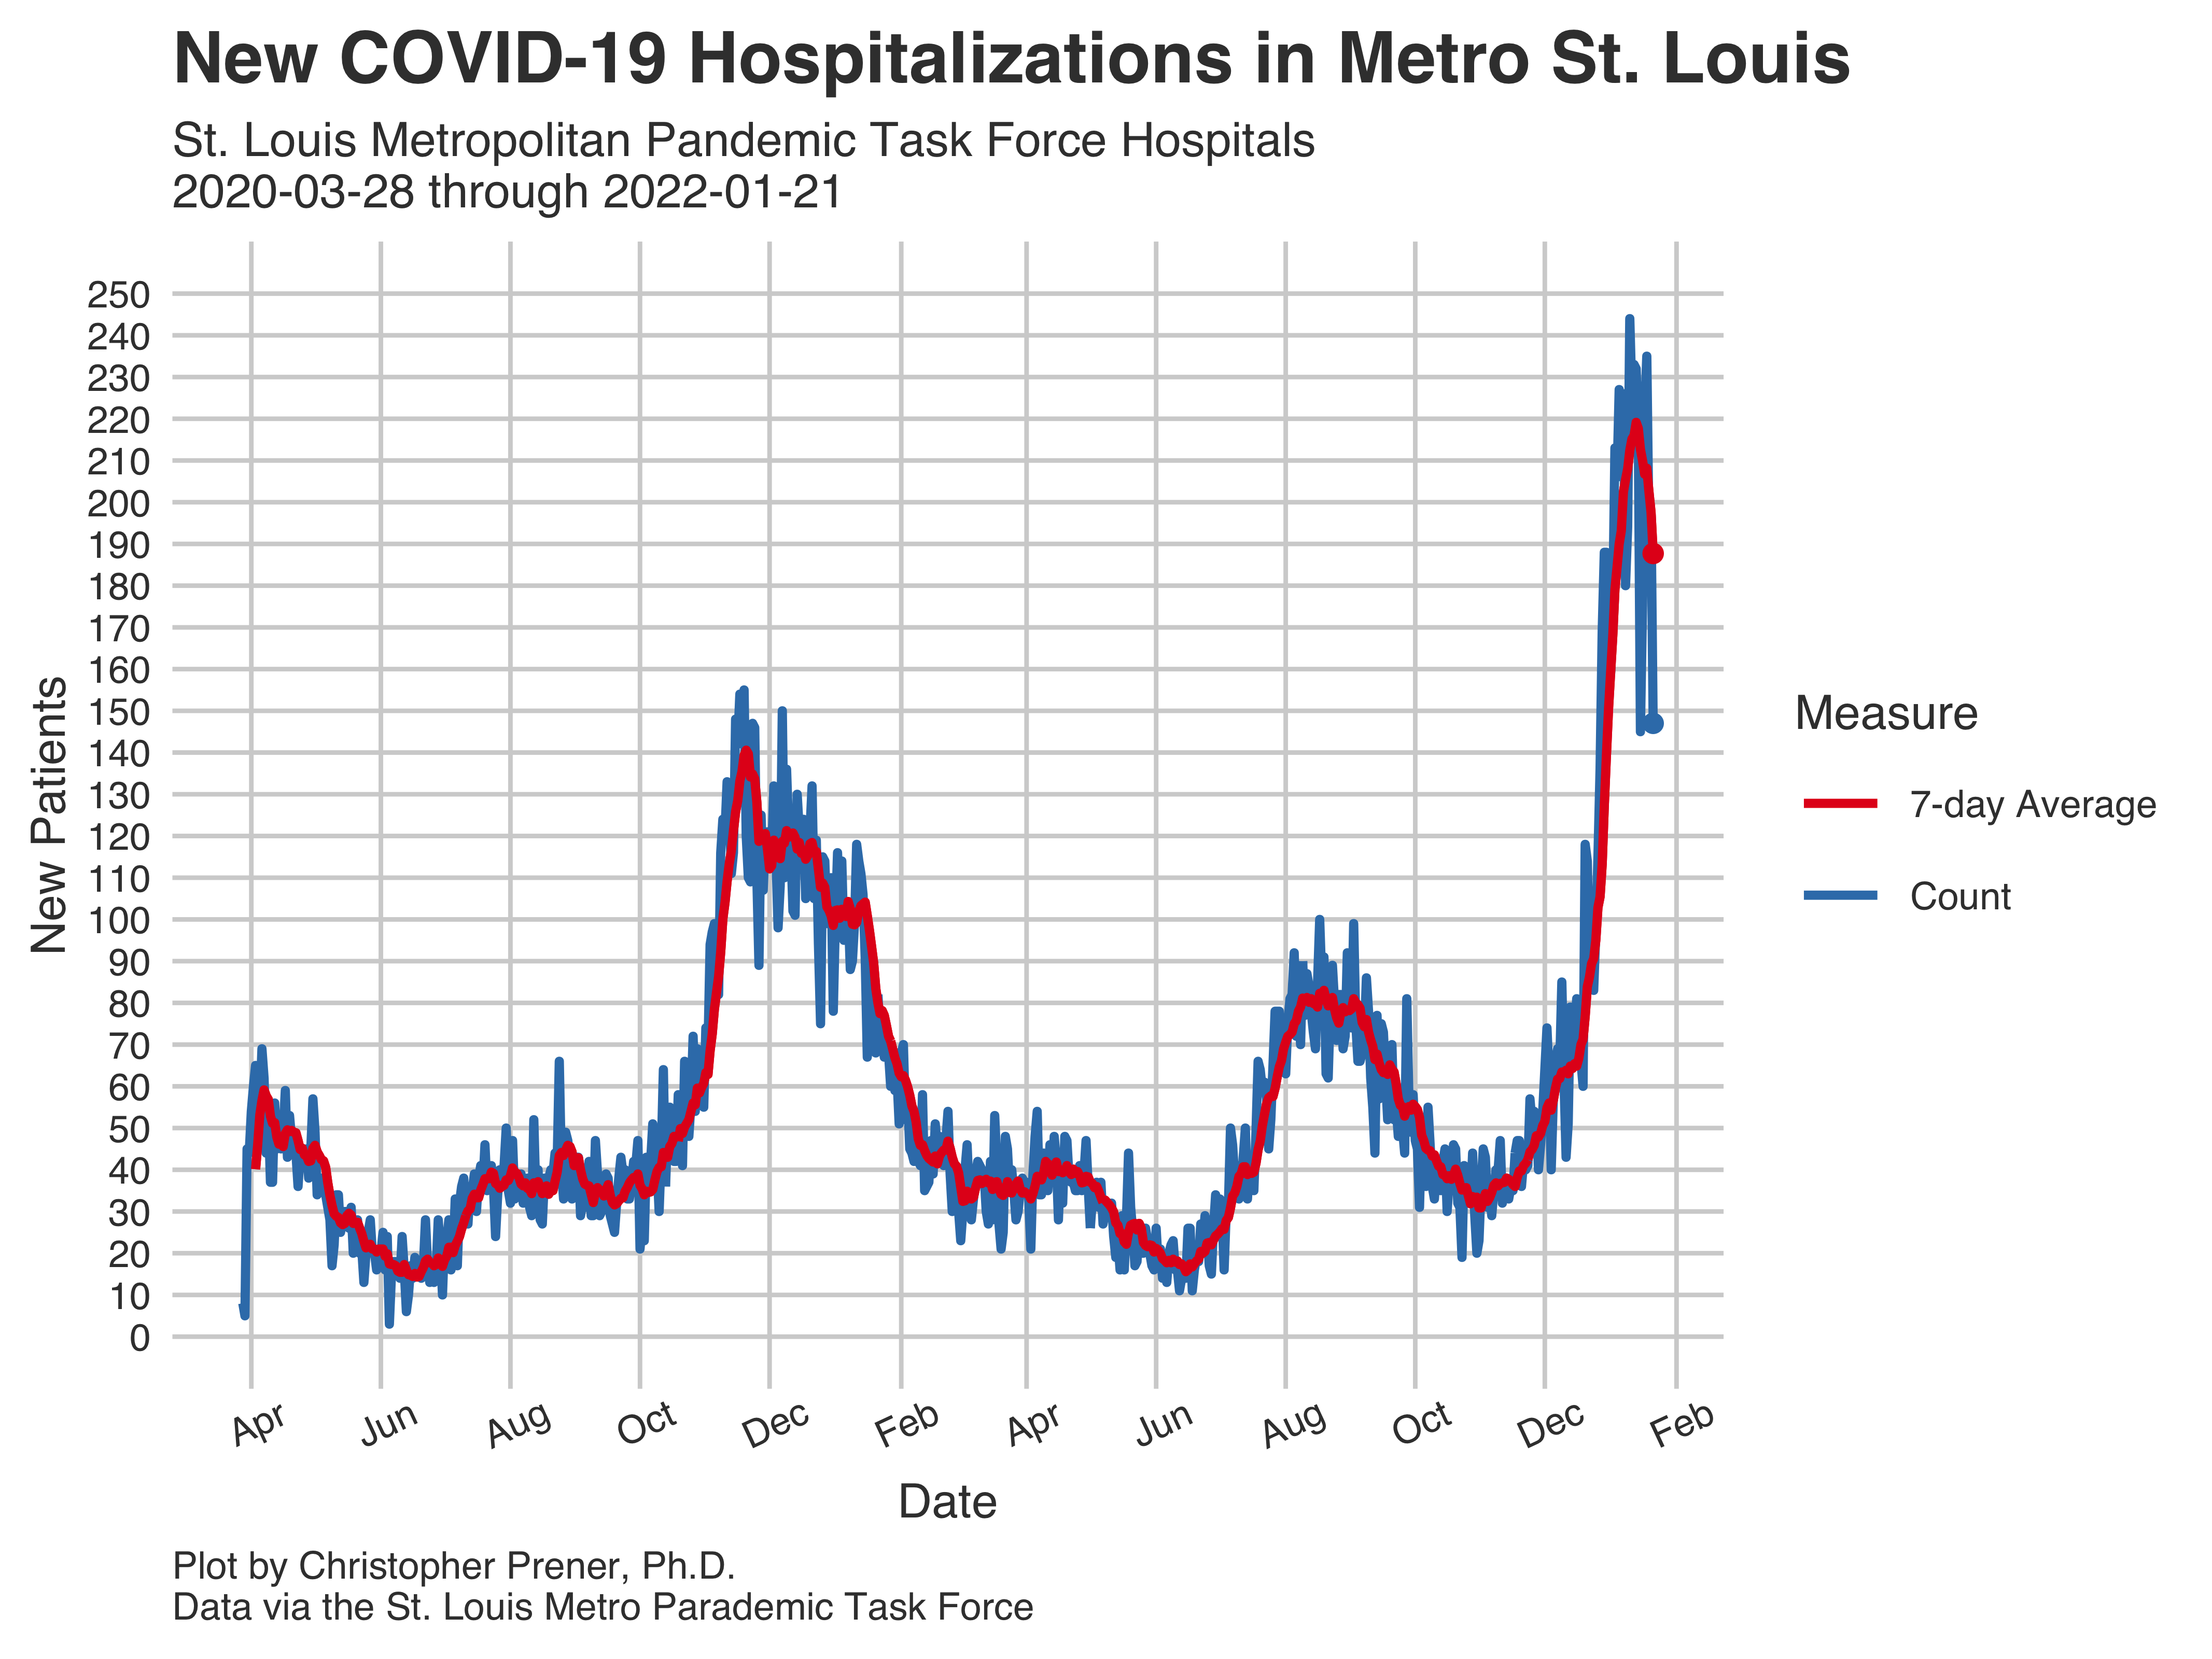 New COVID-19 Hospitalizations in Metro St. Louis
St. Louis Metropolitan Pandemic Task Force Hospitals
2020-03-28 through 2022-01-21
250
240
230
220
210
200
190
180
170
160
150
140
130
120
110
100
90
80
70
60
50
40
30
20
10
0
New Patients
Measure
7-day Average
Count
Apr
Jun
Aug
Oct
Dec
Feb
Apr
Jun
Aug
Oct
Dec
Feb
Date
Plot by Christopher Prener, Ph.D.
Data via the St. Louis Metro Parademic Task Force